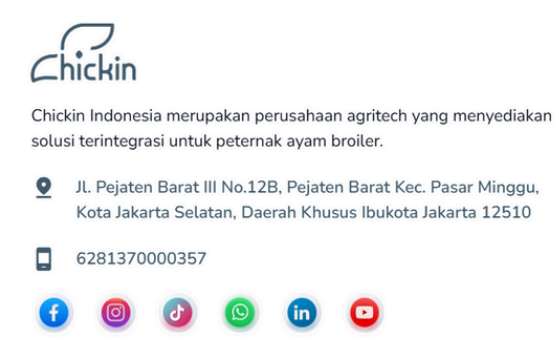 Chickin
Chickin Indonesia merupakan perusahaan agritech yang menyediakan
solusi terintegrasi untuk peternak ayam broiler.
Jl. Pejaten Barat III No.12B, Pejaten Barat Kec. Pasar Minggu,
Kota Jakarta Selatan, Daerah Khusus Ibukota Jakarta 12510
6281370000357